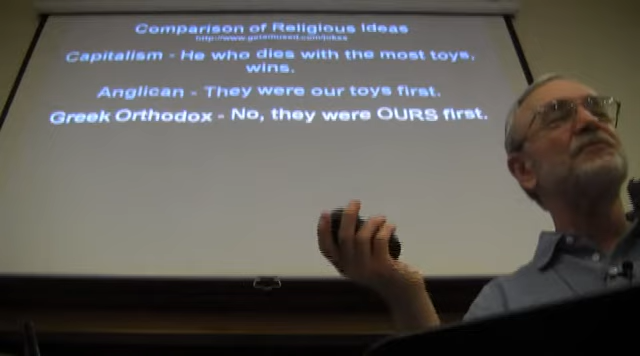 Comparison of Religious Ideas
Capitalism - He who dies with the most toys,
wins.
Anglican - They were our toys first.
Greek Orthodox - No, they were OURS first.